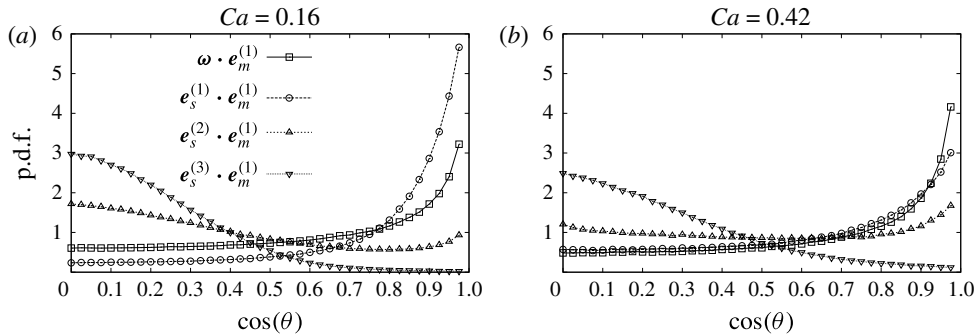 Ca = 0.16
Ca = 0.42
(a)
(b)
6
5
4
3
2
1
p.d.f.
ω · e_m^(1)
e_s^(1) · e_m^(1)
e_s^(2) · e_m^(1)
e_s^(3) · e_m^(1)
0 0.1 0.2 0.3 0.4 0.5 0.6 0.7 0.8 0.9 1.0
cos(θ)
6
5
4
3
2
1
0 0.1 0.2 0.3 0.4 0.5 0.6 0.7 0.8 0.9 1.0
cos(θ)